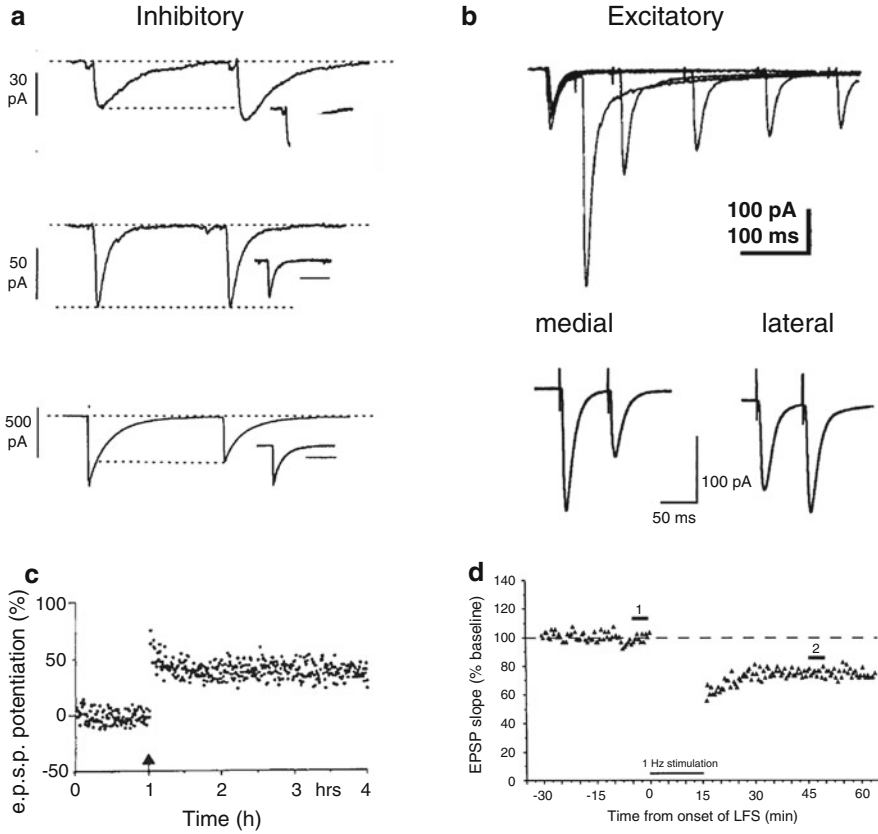 a
Inhibitory
30
pA
50
pA
500
pA
b
Excitatory
100 pA
100 ms
medial
lateral
100 pA
50 ms
c
e.p.s.p. potentiation (%)
100
50
0
-50
0
1
2
3
hrs
4
Time (h)
d
EPSP slope (% baseline)
140
120
100
80
60
40
20
0
1
2
1 Hz stimulation
-30
-15
0
15
30
45
60
Time from onset of LFS (min)